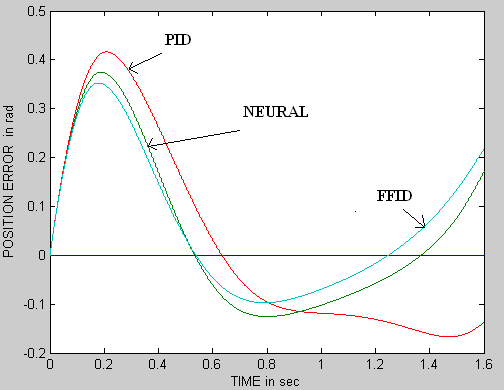 0.5
PID
0.4
0.3
NEURAL
0.2
FFID
0.1
0
-0.1
-0.2
POSITION ERROR in rad
0 0.2 0.4 0.6 0.8 1 1.2 1.4 1.6
TIME in sec